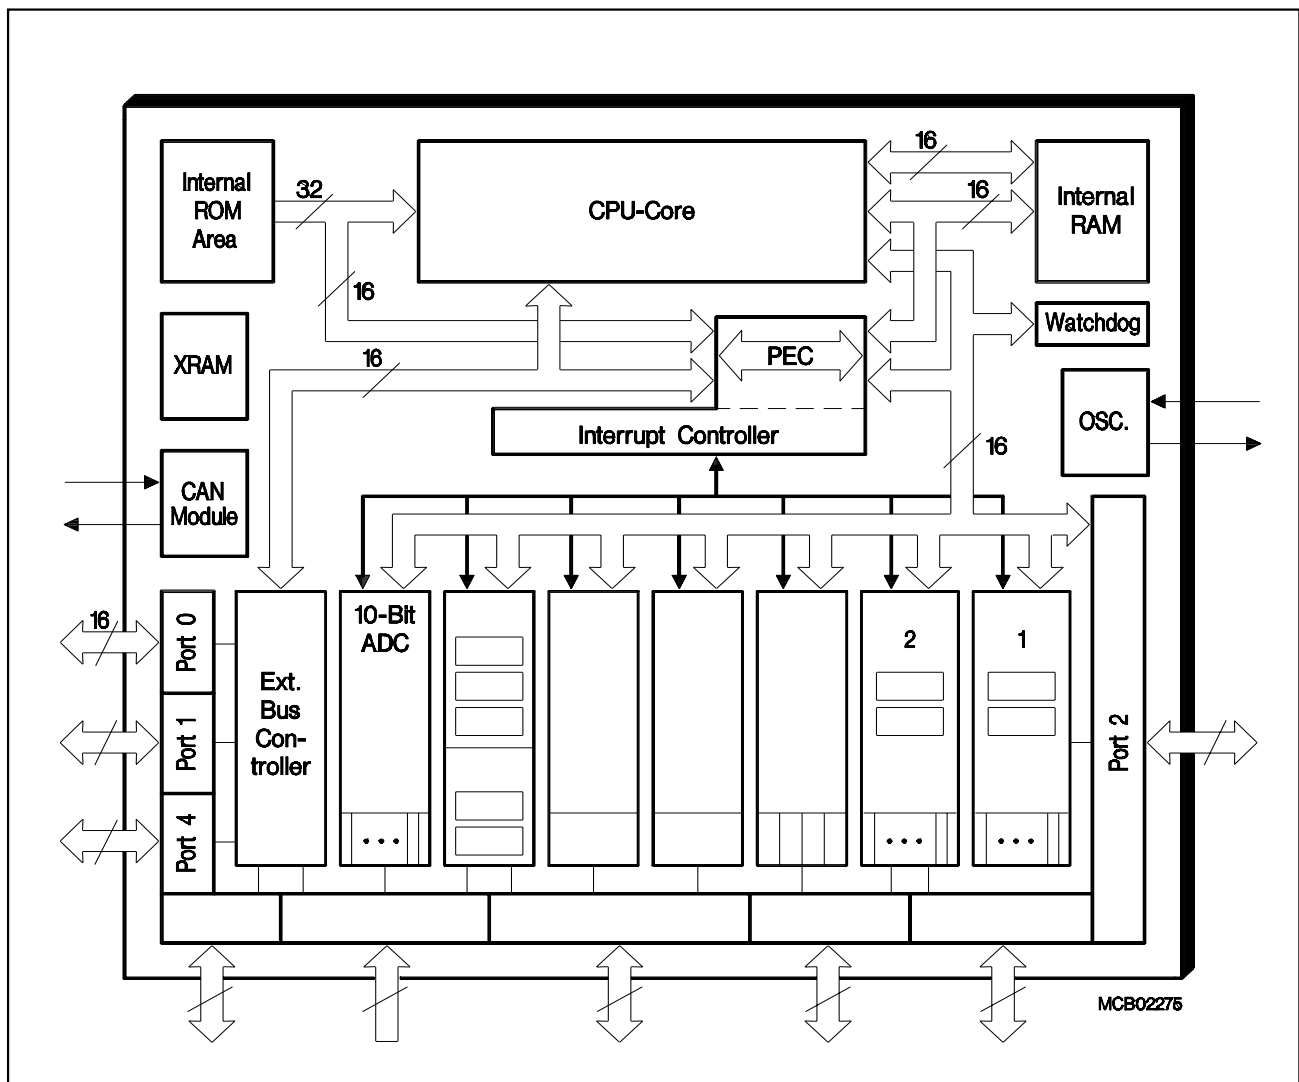 Internal
ROM
Area
32
CPU-Core
16
16
Internal
RAM
16
XRAM
16
PEC
Watchdog
OSC.
Interrupt Controller
16
CAN
Module
16
Port 0
Port 1
Port 4
Ext.
Bus
Con-
troller
10-Bit
ADC
2
1
Port 2
MCB02275